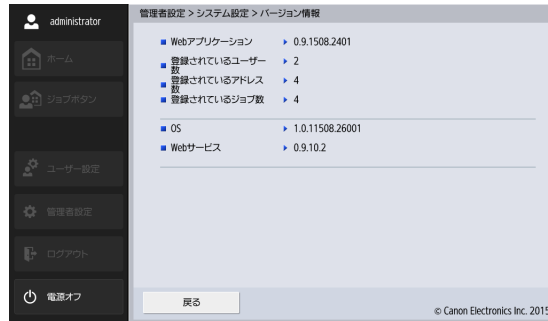 administrator
管理者設定 > システム設定 > バージョン情報
ホーム
ジョブボタン
ユーザー設定
管理者設定
ログアウト
電源オフ
Webアプリケーション 0.9.1508.2401
登録されているユーザー
数 2
登録されているアドレス
数 4
登録されているジョブ数 4
OS 1.0.11508.26001
Webサービス 0.9.10.2
戻る
© Canon Electronics Inc. 2015